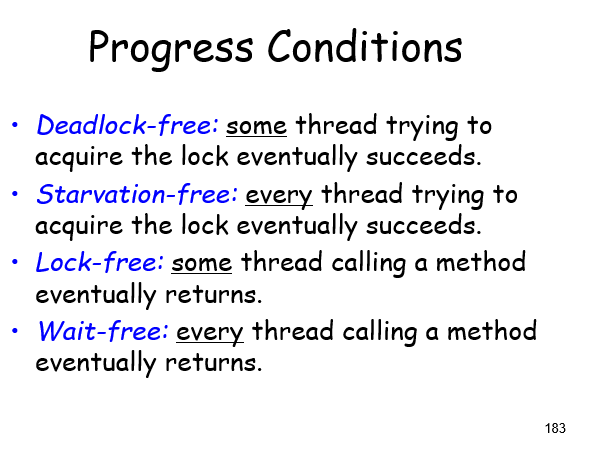 Progress Conditions
• Deadlock-free: some thread trying to
acquire the lock eventually succeeds.
• Starvation-free: every thread trying to
acquire the lock eventually succeeds.
• Lock-free: some thread calling a method
eventually returns.
• Wait-free: every thread calling a method
eventually returns.
183